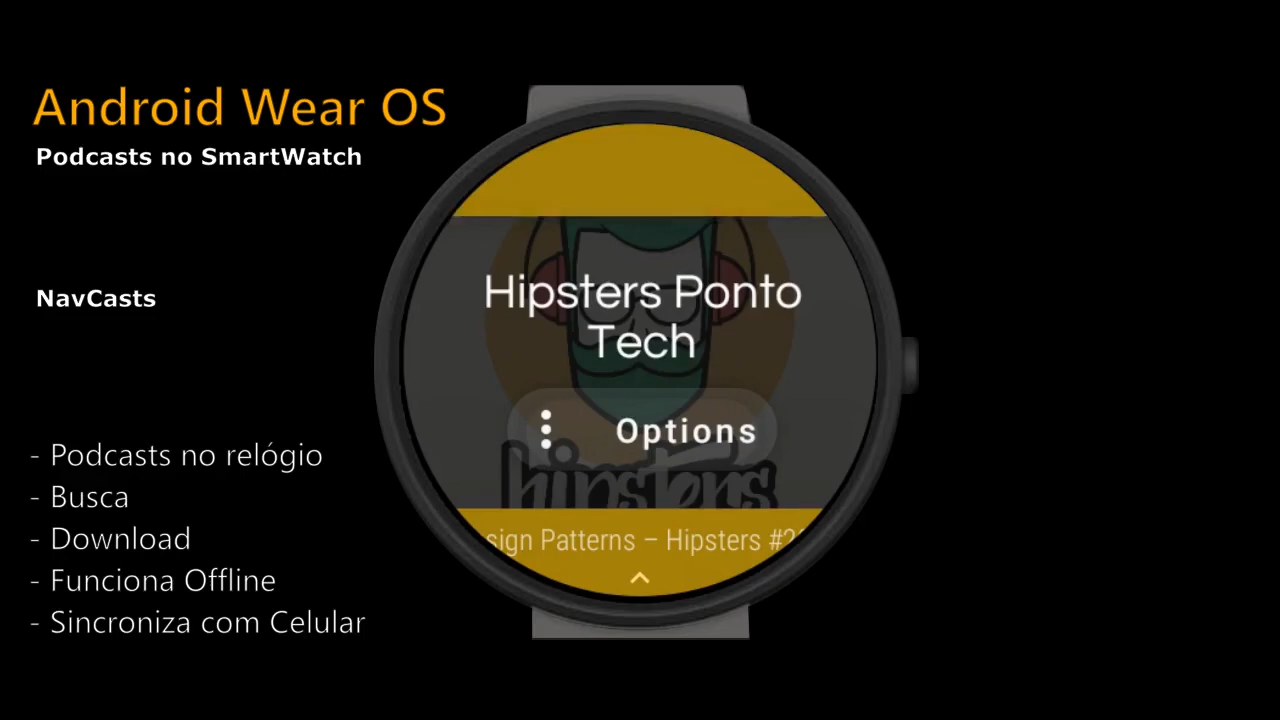 Android Wear OS
Podcasts no SmartWatch
NavCasts
- Podcasts no relógio
- Busca
- Download
- Funciona Offline
- Sincroniza com Celular
Hipsters Ponto
Tech
Options
hipsters
sign Patterns – Hipsters